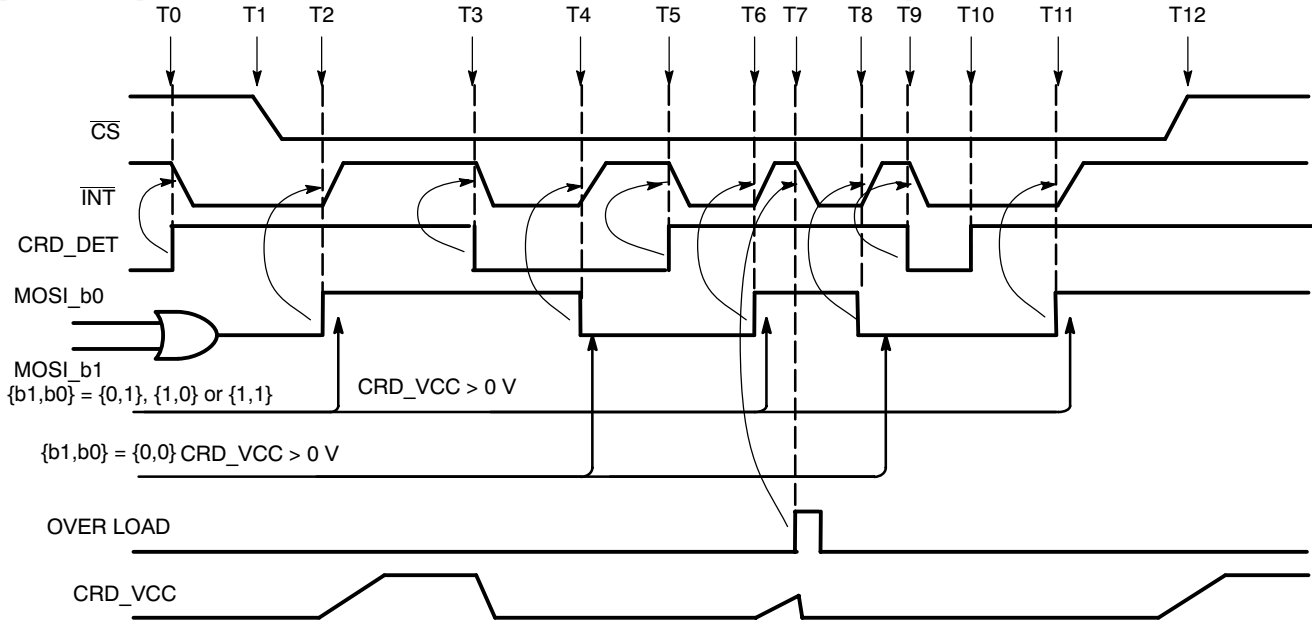 T0 T1 T2 T3 T4 T5 T6 T7 T8 T9 T10 T11 T12
CS
INT
CRD_DET
MOSI_b0
MOSI_b1
{b1,b0} = {0,1}, {1,0} or {1,1} CRD_VCC > 0 V
{b1,b0} = {0,0} CRD_VCC > 0 V
OVER LOAD
CRD_VCC